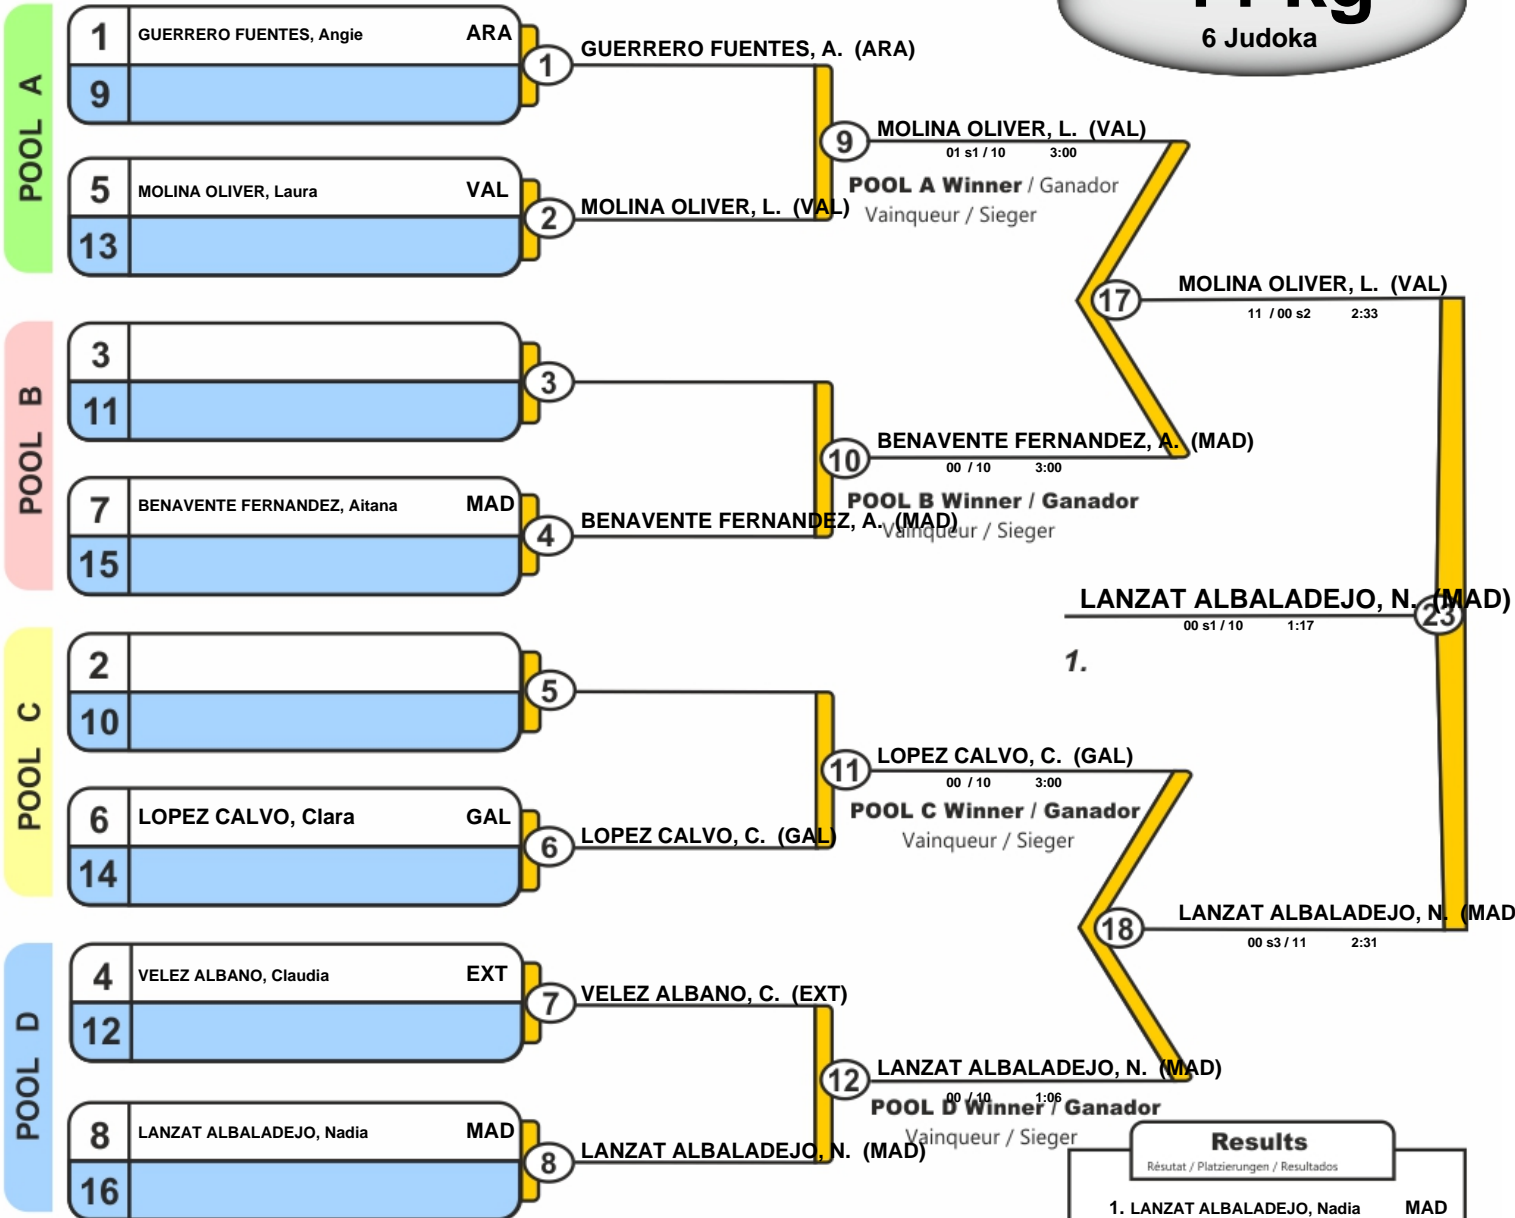 6 Judoka
POOL A
1 GUERRERO FUENTES, Angie ARA
9
1
GUERRERO FUENTES, A. (ARA)
5 MOLINA OLIVER, Laura VAL
13
2
MOLINA OLIVER, L. (VAL)
9
MOLINA OLIVER, L. (VAL)
01 s1 / 10 3:00
POOL A Winner / Ganador
Vainqueur / Sieger
17
MOLINA OLIVER, L. (VAL)
11 / 00 s2 2:33
POOL B
3
11
3
7 BENAVENTE FERNANDEZ, Aitana MAD
15
4
BENAVENTE FERNANDEZ, A. (MAD)
10
BENAVENTE FERNANDEZ, A. (MAD)
00 / 10 3:00
POOL B Winner / Ganador
Vainqueur / Sieger
LANZAT ALBALADEJO, N. (MAD)
23
00 s1 / 10 1:17
1.
POOL C
2
10
5
6 LOPEZ CALVO, Clara GAL
14
6
LOPEZ CALVO, C. (GAL)
11
LOPEZ CALVO, C. (GAL)
00 / 10 3:00
POOL C Winner / Ganador
Vainqueur / Sieger
18
LANZAT ALBALADEJO, N. (MAD
00 s3 / 11 2:31
POOL D
4 VELEZ ALBANO, Claudia EXT
12
7
VELEZ ALBANO, C. (EXT)
8 LANZAT ALBALADEJO, Nadia MAD
16
8
LANZAT ALBALADEJO, N. (MAD)
12
LANZAT ALBALADEJO, N. (MAD)
00 / 10 1:06
POOL D Winner / Ganador
Vainqueur / Sieger
Results
Résutat / Platzierungen / Resultados
1. LANZAT ALBALADEJO, Nadia MAD